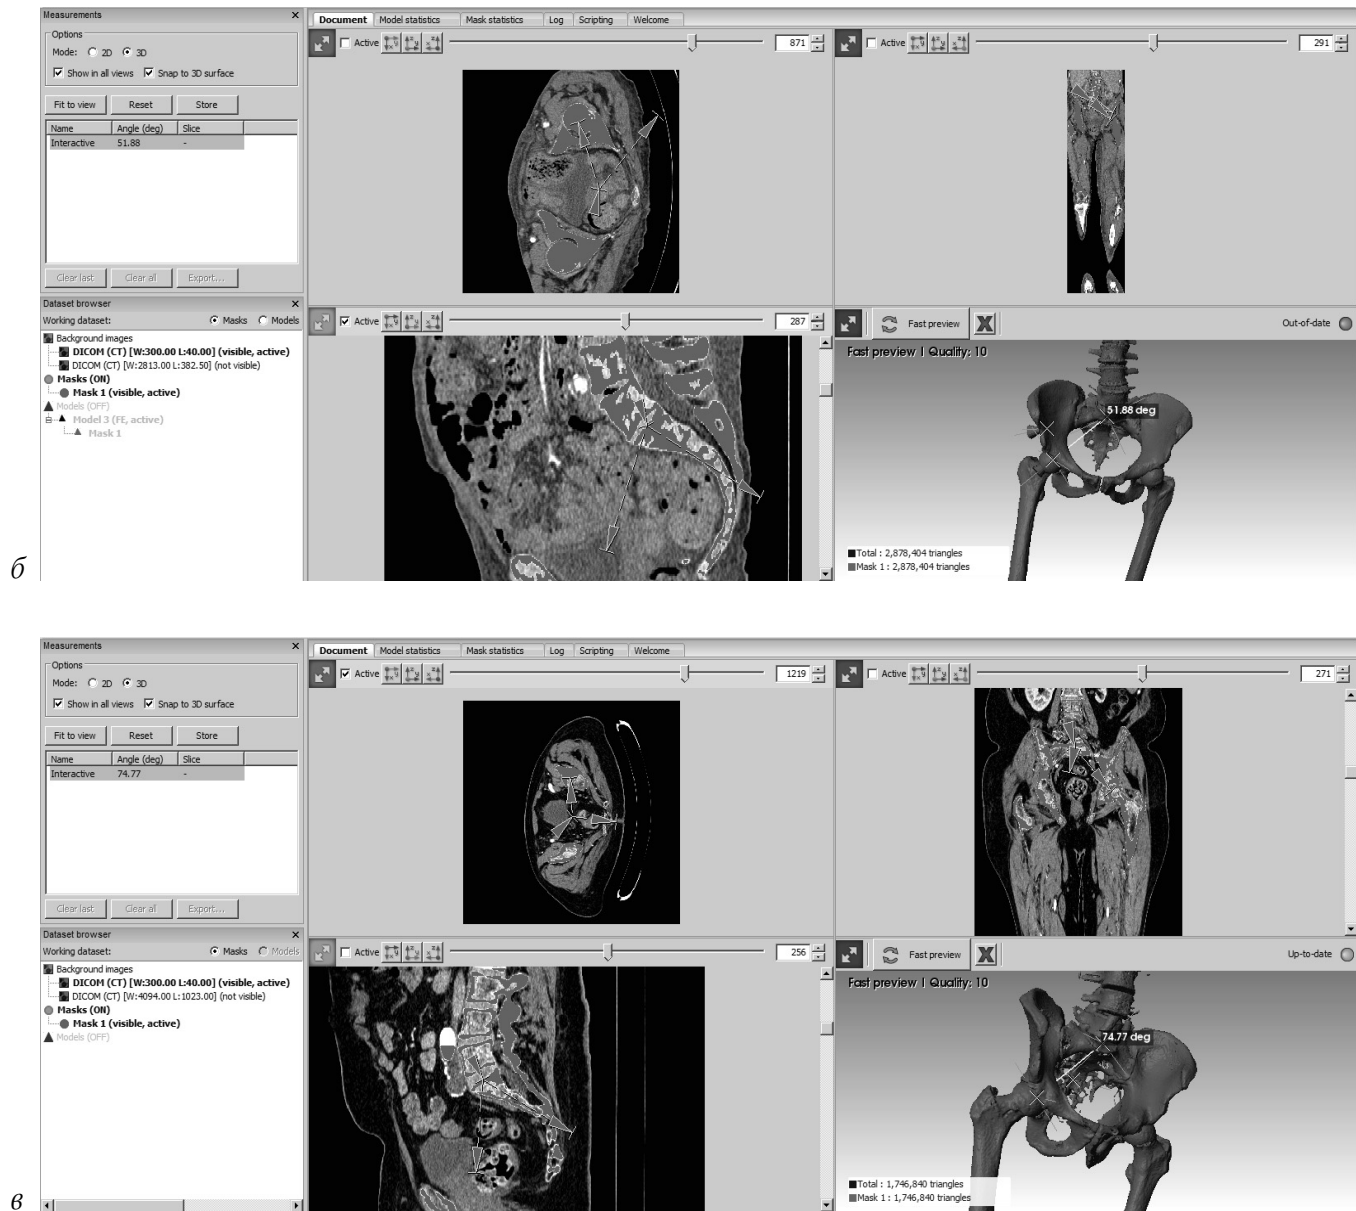 Measurements
Options
Mode: 2D 3D
Show in all views Snap to 3D surface
Fit to view Reset Store
Name Angle (deg) Slice
Interactive 51.88 -
Clear last Clear all Export...
Dataset browser
Working dataset: Masks Models
Background images
DICOM (CT) [W:300.00 L:40.00] (visible, active)
DICOM (CT) [W:2813.00 L:382.50] (not visible)
Masks (ON)
Mask 1 (visible, active)
Models (OFF)
Model 3 (FE, active)
Mask 1
Document Model statistics Mask statistics Log Scripting Welcome
Active 871
Active 291
Active 287
Fast preview Out-of-date
Fast preview | Quality: 10
51.88 deg
Total : 2,878,404 triangles
Mask 1 : 2,878,404 triangles
б
Measurements
Options
Mode: 2D 3D
Show in all views Snap to 3D surface
Fit to view Reset Store
Name Angle (deg) Slice
Interactive 74.77 -
Clear last Clear all Export...
Dataset browser
Working dataset: Masks Models
Background images
DICOM (CT) [W:300.00 L:40.00] (visible, active)
DICOM (CT) [W:4094.00 L:1023.00] (not visible)
Masks (ON)
Mask 1 (visible, active)
Models (OFF)
Document Model statistics Mask statistics Log Scripting Welcome
Active 1219
Active 271
Active 256
Fast preview Up-to-date
Fast preview | Quality: 10
74.77 deg
Total : 1,746,840 triangles
Mask 1 : 1,746,840 triangles
в